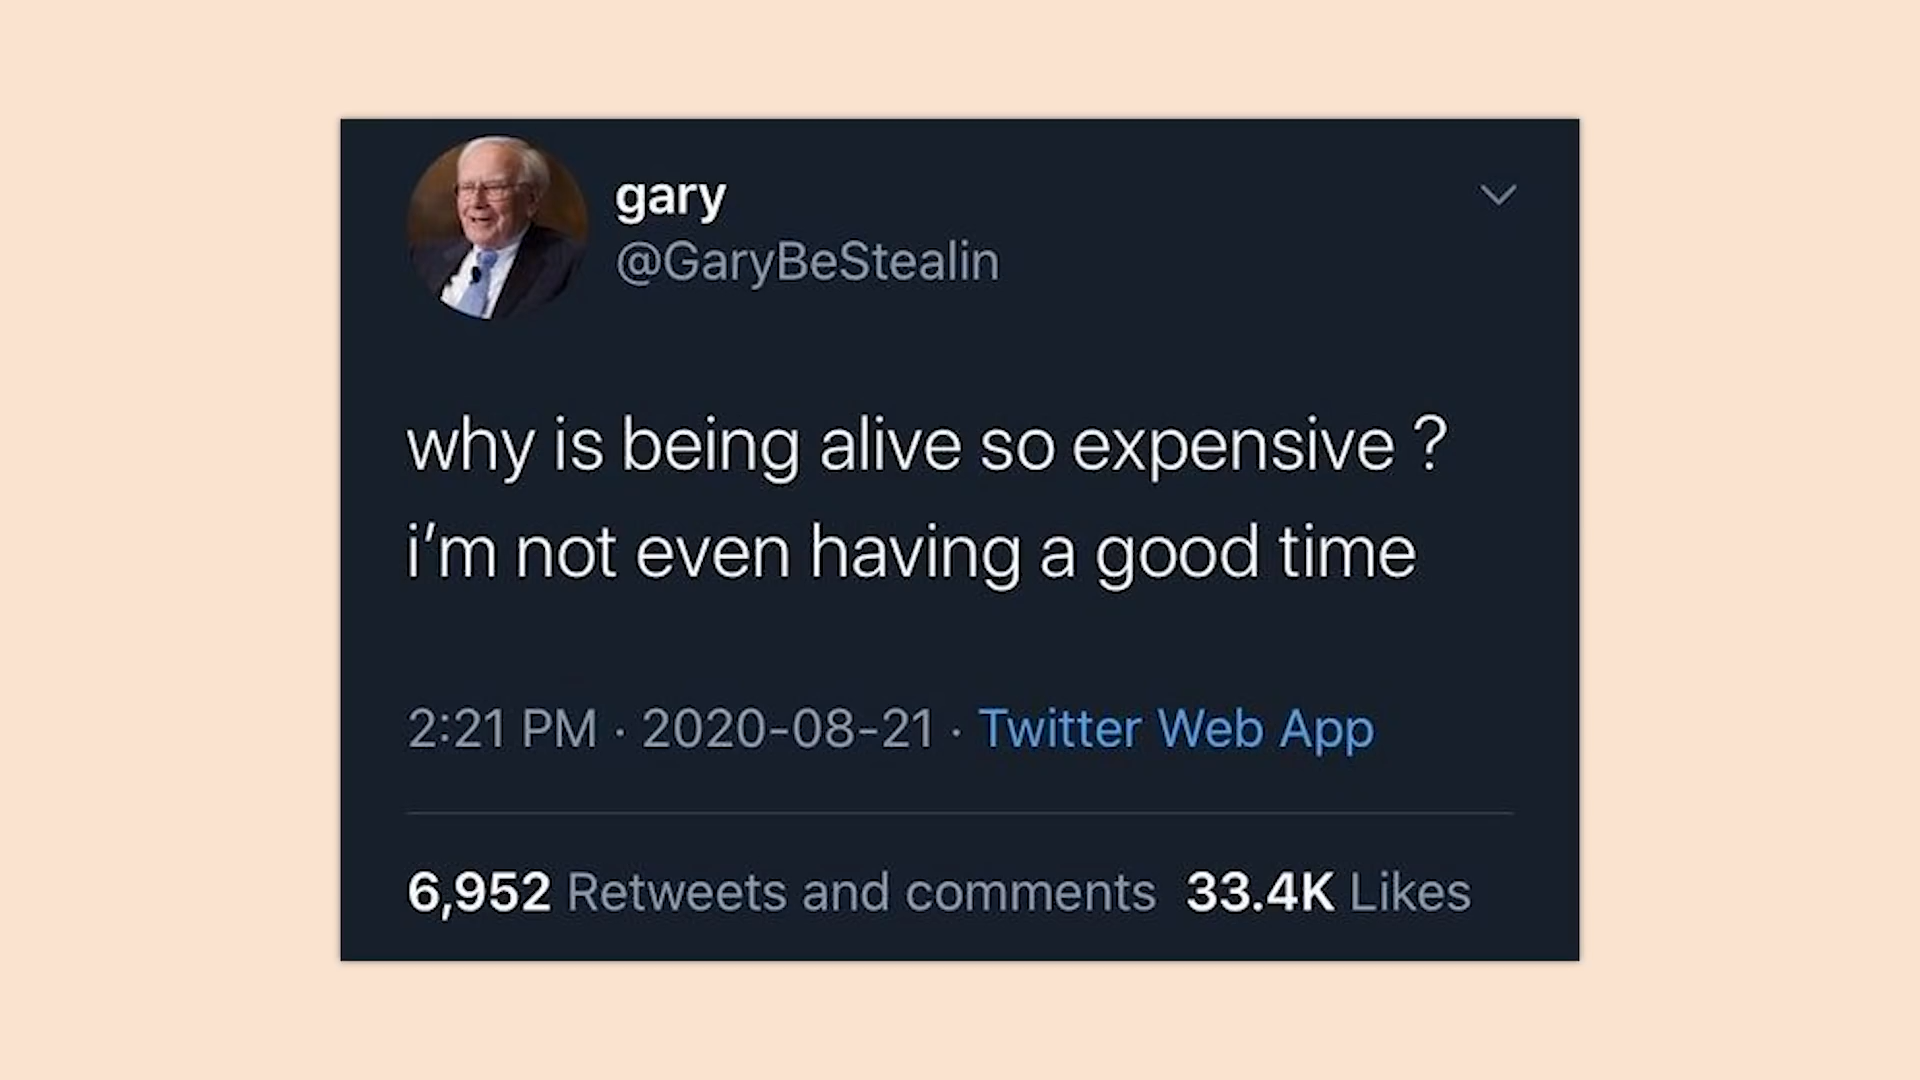 gary
@GaryBeStealin
why is being alive so expensive ?
i’m not even having a good time
2:21 PM · 2020-08-21 · Twitter Web App
6,952 Retweets and comments 33.4K Likes